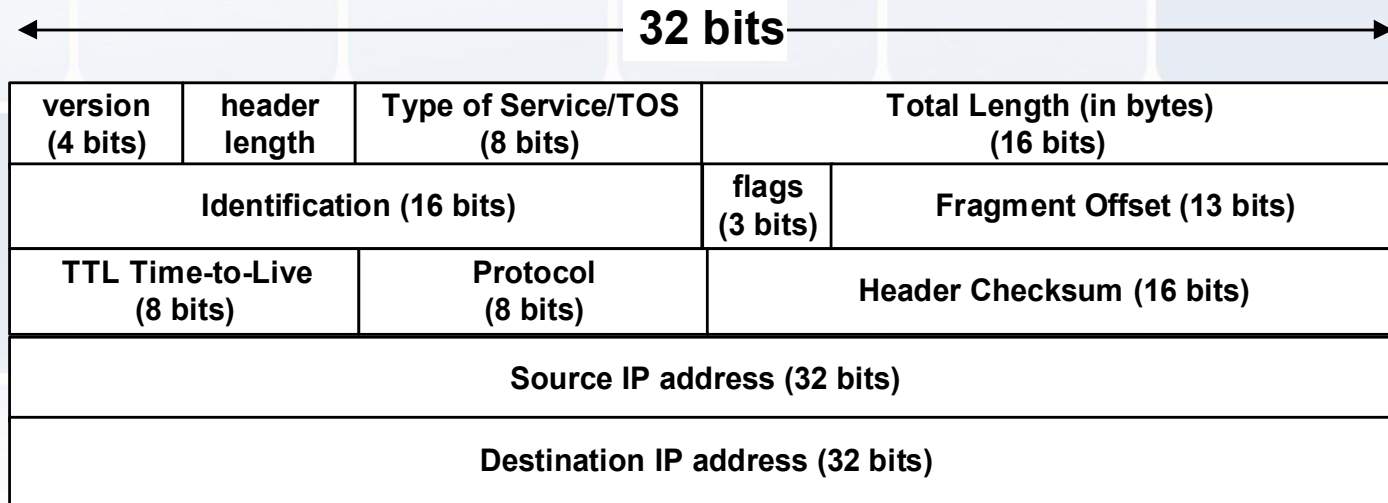 32 bits
version
(4 bits)
header
length
Type of Service/TOS
(8 bits)
Total Length (in bytes)
(16 bits)
Identification (16 bits)
flags
(3 bits)
Fragment Offset (13 bits)
TTL Time-to-Live
(8 bits)
Protocol
(8 bits)
Header Checksum (16 bits)
Source IP address (32 bits)
Destination IP address (32 bits)